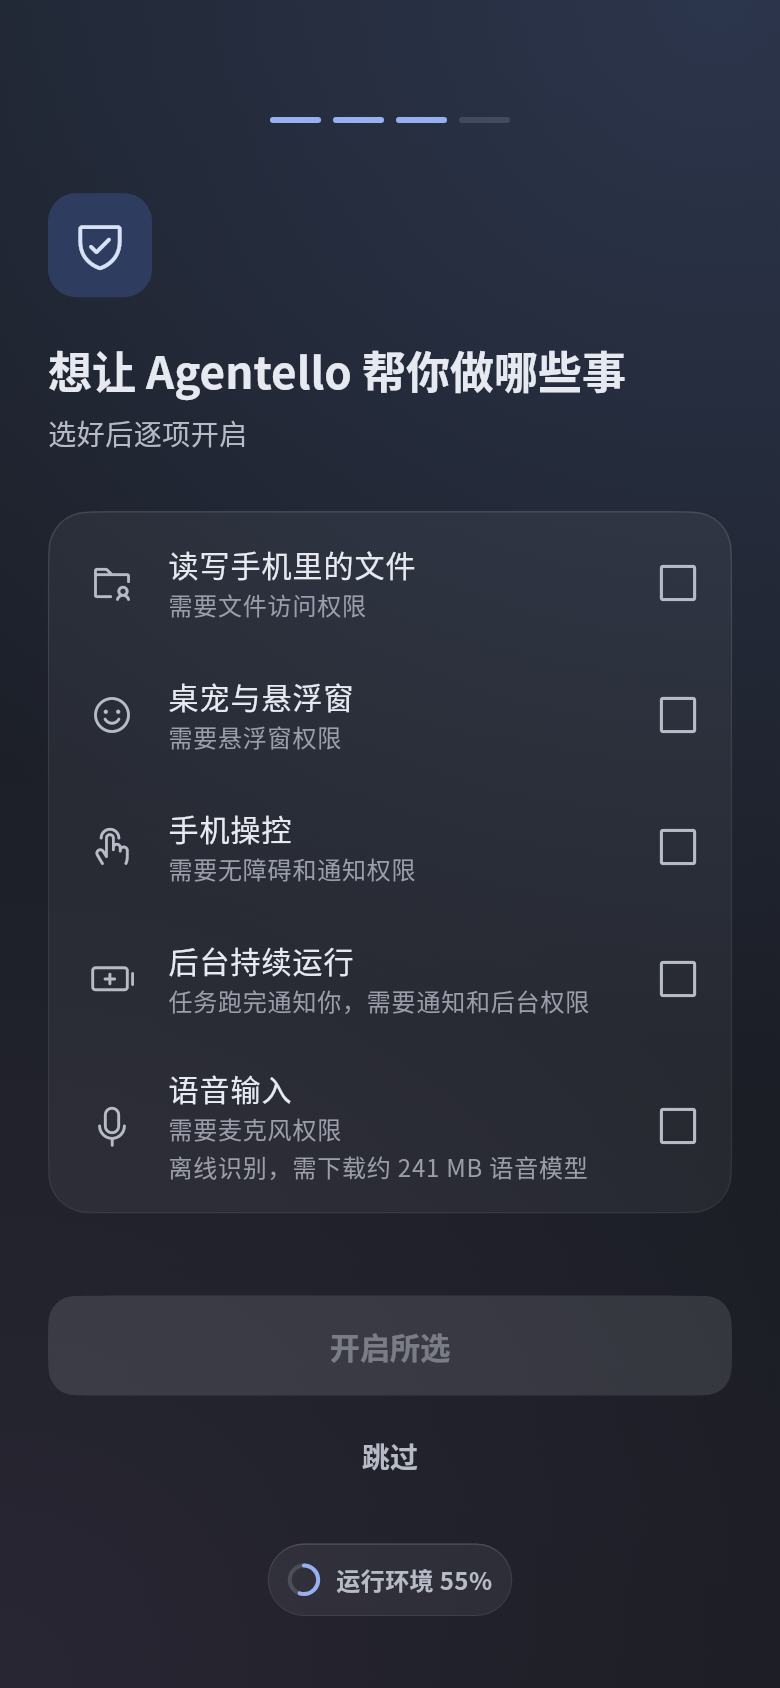 想让 Agentello 帮你做哪些事
选好后逐项开启
读写手机里的文件
需要文件访问权限
桌宠与悬浮窗
需要悬浮窗权限
手机操控
需要无障碍和通知权限
后台持续运行
任务跑完通知你，需要通知和后台权限
语音输入
需要麦克风权限
离线识别，需下载约 241 MB 语音模型
开启所选
跳过
运行环境 55%